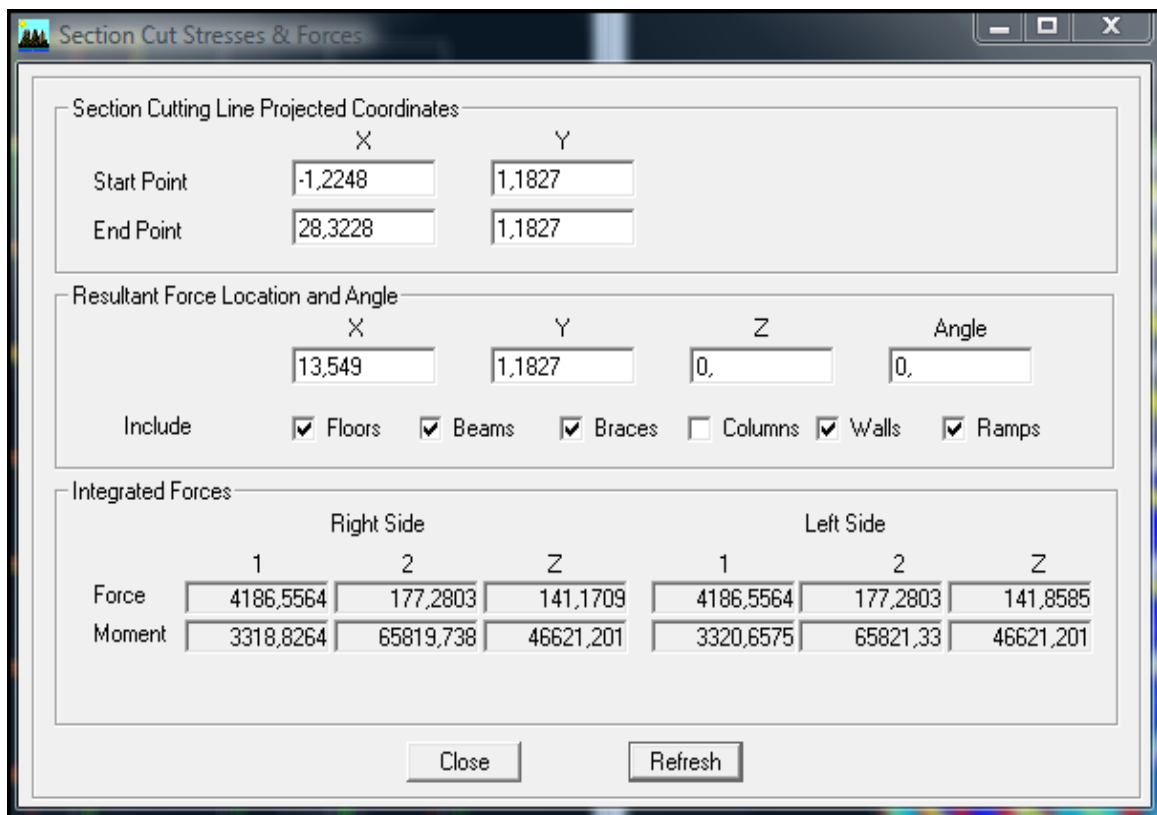 Section Cut Stresses & Forces
X
Section Cutting Line Projected Coordinates
X Y
Start Point -1,2248 1,1827
End Point 28,3228 1,1827
Resultant Force Location and Angle
X Y Z Angle
13,549 1,1827 0, 0,
Include Floors Beams Braces Columns Walls Ramps
Integrated Forces
Right Side Left Side
1 2 Z 1 2 Z
Force 4186,5564 177,2803 141,1709 4186,5564 177,2803 141,8585
Moment 3318,8264 65819,738 46621,201 3320,6575 65821,33 46621,201
Close Refresh